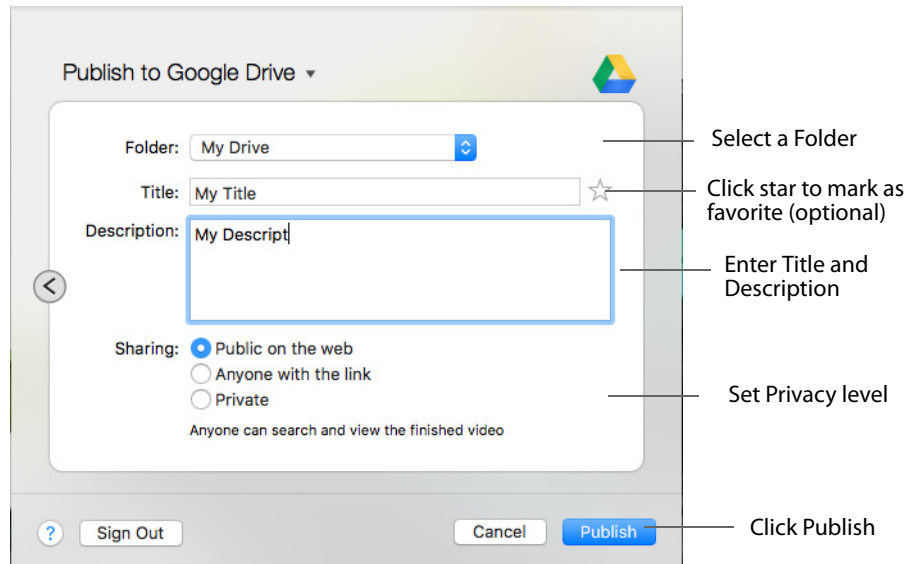 Publish to Google Drive
Folder: My Drive
Select a Folder
Title: My Title
Click star to mark as
favorite (optional)
Description: My Descript
Enter Title and
Description
Sharing: Public on the web
Anyone with the link
Private
Set Privacy level
Anyone can search and view the finished video
? Sign Out Cancel Publish
Click Publish